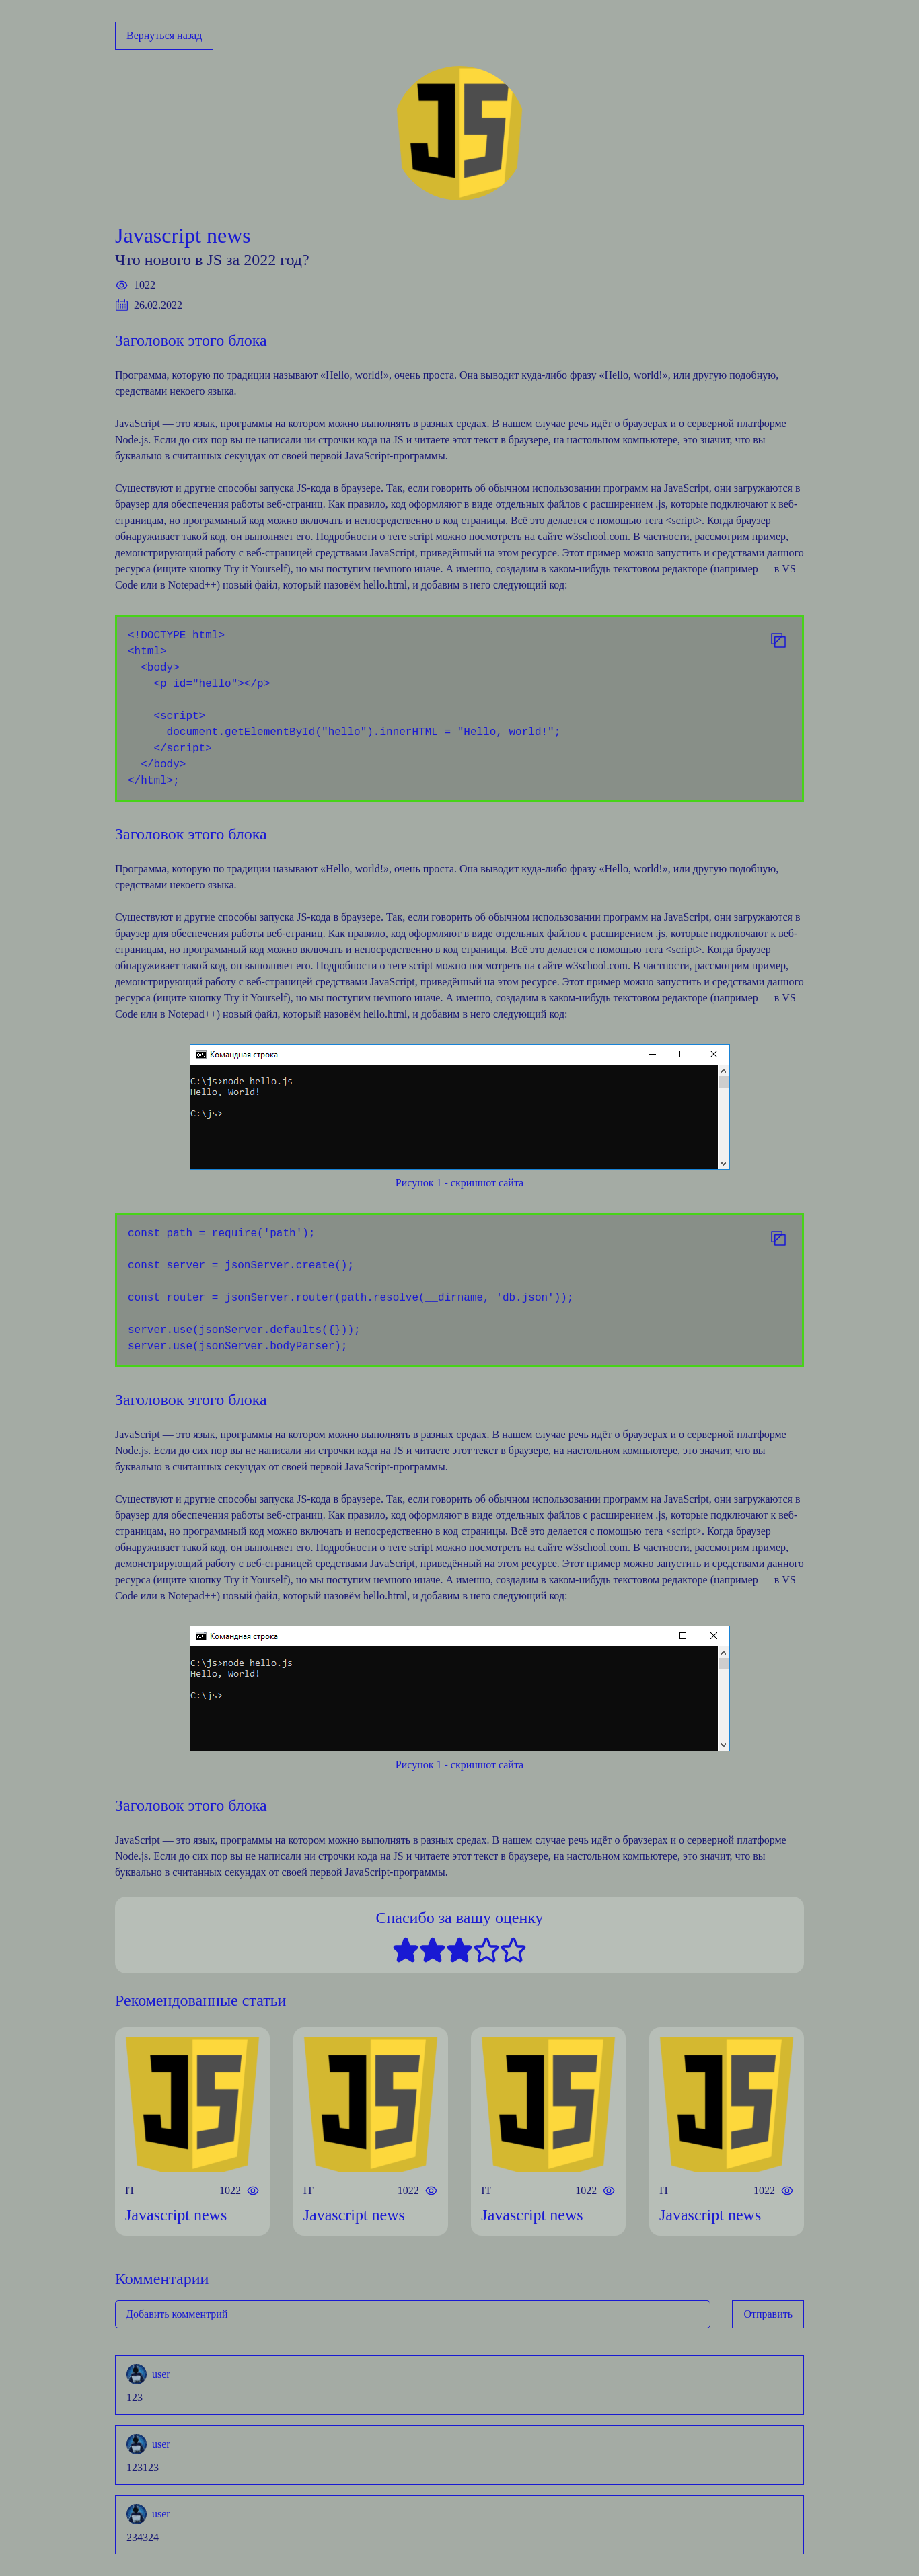 Вернуться назад
JS
Javascript news
Что нового в JS за 2022 год?
1022
26.02.2022
Заголовок этого блока
Программа, которую по традиции называют «Hello, world!», очень проста. Она выводит куда-либо фразу «Hello, world!», или другую подобную,
средствами некоего языка.
JavaScript — это язык, программы на котором можно выполнять в разных средах. В нашем случае речь идёт о браузерах и о серверной платформе
Node.js. Если до сих пор вы не написали ни строчки кода на JS и читаете этот текст в браузере, на настольном компьютере, это значит, что вы
буквально в считанных секундах от своей первой JavaScript-программы.
Существуют и другие способы запуска JS-кода в браузере. Так, если говорить об обычном использовании программ на JavaScript, они загружаются в
браузер для обеспечения работы веб-страниц. Как правило, код оформляют в виде отдельных файлов с расширением .js, которые подключают к веб-
страницам, но программный код можно включать и непосредственно в код страницы. Всё это делается с помощью тега <script>. Когда браузер
обнаруживает такой код, он выполняет его. Подробности о теге script можно посмотреть на сайте w3school.com. В частности, рассмотрим пример,
демонстрирующий работу с веб-страницей средствами JavaScript, приведённый на этом ресурсе. Этот пример можно запустить и средствами данного
ресурса (ищите кнопку Try it Yourself), но мы поступим немного иначе. А именно, создадим в каком-нибудь текстовом редакторе (например — в VS
Code или в Notepad++) новый файл, который назовём hello.html, и добавим в него следующий код:
<!DOCTYPE html>
<html>
  <body>
    <p id="hello"></p>
    <script>
      document.getElementById("hello").innerHTML = "Hello, world!";
    </script>
  </body>
</html>;
Заголовок этого блока
Программа, которую по традиции называют «Hello, world!», очень проста. Она выводит куда-либо фразу «Hello, world!», или другую подобную,
средствами некоего языка.
Существуют и другие способы запуска JS-кода в браузере. Так, если говорить об обычном использовании программ на JavaScript, они загружаются в
браузер для обеспечения работы веб-страниц. Как правило, код оформляют в виде отдельных файлов с расширением .js, которые подключают к веб-
страницам, но программный код можно включать и непосредственно в код страницы. Всё это делается с помощью тега <script>. Когда браузер
обнаруживает такой код, он выполняет его. Подробности о теге script можно посмотреть на сайте w3school.com. В частности, рассмотрим пример,
демонстрирующий работу с веб-страницей средствами JavaScript, приведённый на этом ресурсе. Этот пример можно запустить и средствами данного
ресурса (ищите кнопку Try it Yourself), но мы поступим немного иначе. А именно, создадим в каком-нибудь текстовом редакторе (например — в VS
Code или в Notepad++) новый файл, который назовём hello.html, и добавим в него следующий код:
Командная строка
C:\js>node hello.js
Hello, World!
C:\js>
Рисунок 1 - скриншот сайта
const path = require('path');
const server = jsonServer.create();
const router = jsonServer.router(path.resolve(__dirname, 'db.json'));
server.use(jsonServer.defaults({}));
server.use(jsonServer.bodyParser);
Заголовок этого блока
JavaScript — это язык, программы на котором можно выполнять в разных средах. В нашем случае речь идёт о браузерах и о серверной платформе
Node.js. Если до сих пор вы не написали ни строчки кода на JS и читаете этот текст в браузере, на настольном компьютере, это значит, что вы
буквально в считанных секундах от своей первой JavaScript-программы.
Существуют и другие способы запуска JS-кода в браузере. Так, если говорить об обычном использовании программ на JavaScript, они загружаются в
браузер для обеспечения работы веб-страниц. Как правило, код оформляют в виде отдельных файлов с расширением .js, которые подключают к веб-
страницам, но программный код можно включать и непосредственно в код страницы. Всё это делается с помощью тега <script>. Когда браузер
обнаруживает такой код, он выполняет его. Подробности о теге script можно посмотреть на сайте w3school.com. В частности, рассмотрим пример,
демонстрирующий работу с веб-страницей средствами JavaScript, приведённый на этом ресурсе. Этот пример можно запустить и средствами данного
ресурса (ищите кнопку Try it Yourself), но мы поступим немного иначе. А именно, создадим в каком-нибудь текстовом редакторе (например — в VS
Code или в Notepad++) новый файл, который назовём hello.html, и добавим в него следующий код:
Командная строка
C:\js>node hello.js
Hello, World!
C:\js>
Рисунок 1 - скриншот сайта
Заголовок этого блока
JavaScript — это язык, программы на котором можно выполнять в разных средах. В нашем случае речь идёт о браузерах и о серверной платформе
Node.js. Если до сих пор вы не написали ни строчки кода на JS и читаете этот текст в браузере, на настольном компьютере, это значит, что вы
буквально в считанных секундах от своей первой JavaScript-программы.
Спасибо за вашу оценку
Рекомендованные статьи
JS JS JS JS
IT 1022 IT 1022 IT 1022 IT 1022
Javascript news Javascript news Javascript news Javascript news
Комментарии
Добавить комментрий Отправить
user
123
user
123123
user
234324